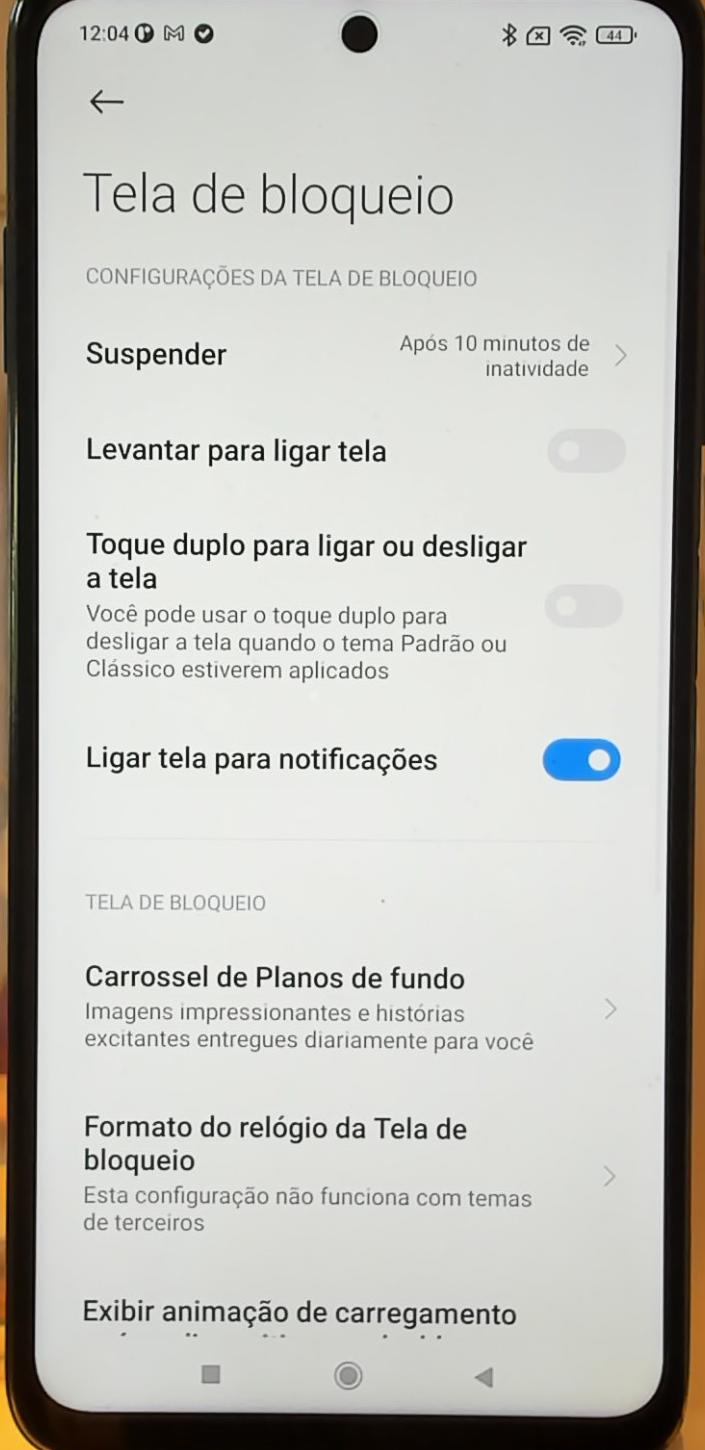 12:04
44
Tela de bloqueio
CONFIGURAÇÕES DA TELA DE BLOQUEIO
Suspender
Após 10 minutos de
inatividade
Levantar para ligar tela
Toque duplo para ligar ou desligar
a tela
Você pode usar o toque duplo para
desligar a tela quando o tema Padrão ou
Clássico estiverem aplicados
Ligar tela para notificações
TELA DE BLOQUEIO
Carrossel de Planos de fundo
Imagens impressionantes e histórias
excitantes entregues diariamente para você
Formato do relógio da Tela de
bloqueio
Esta configuração não funciona com temas
de terceiros
Exibir animação de carregamento